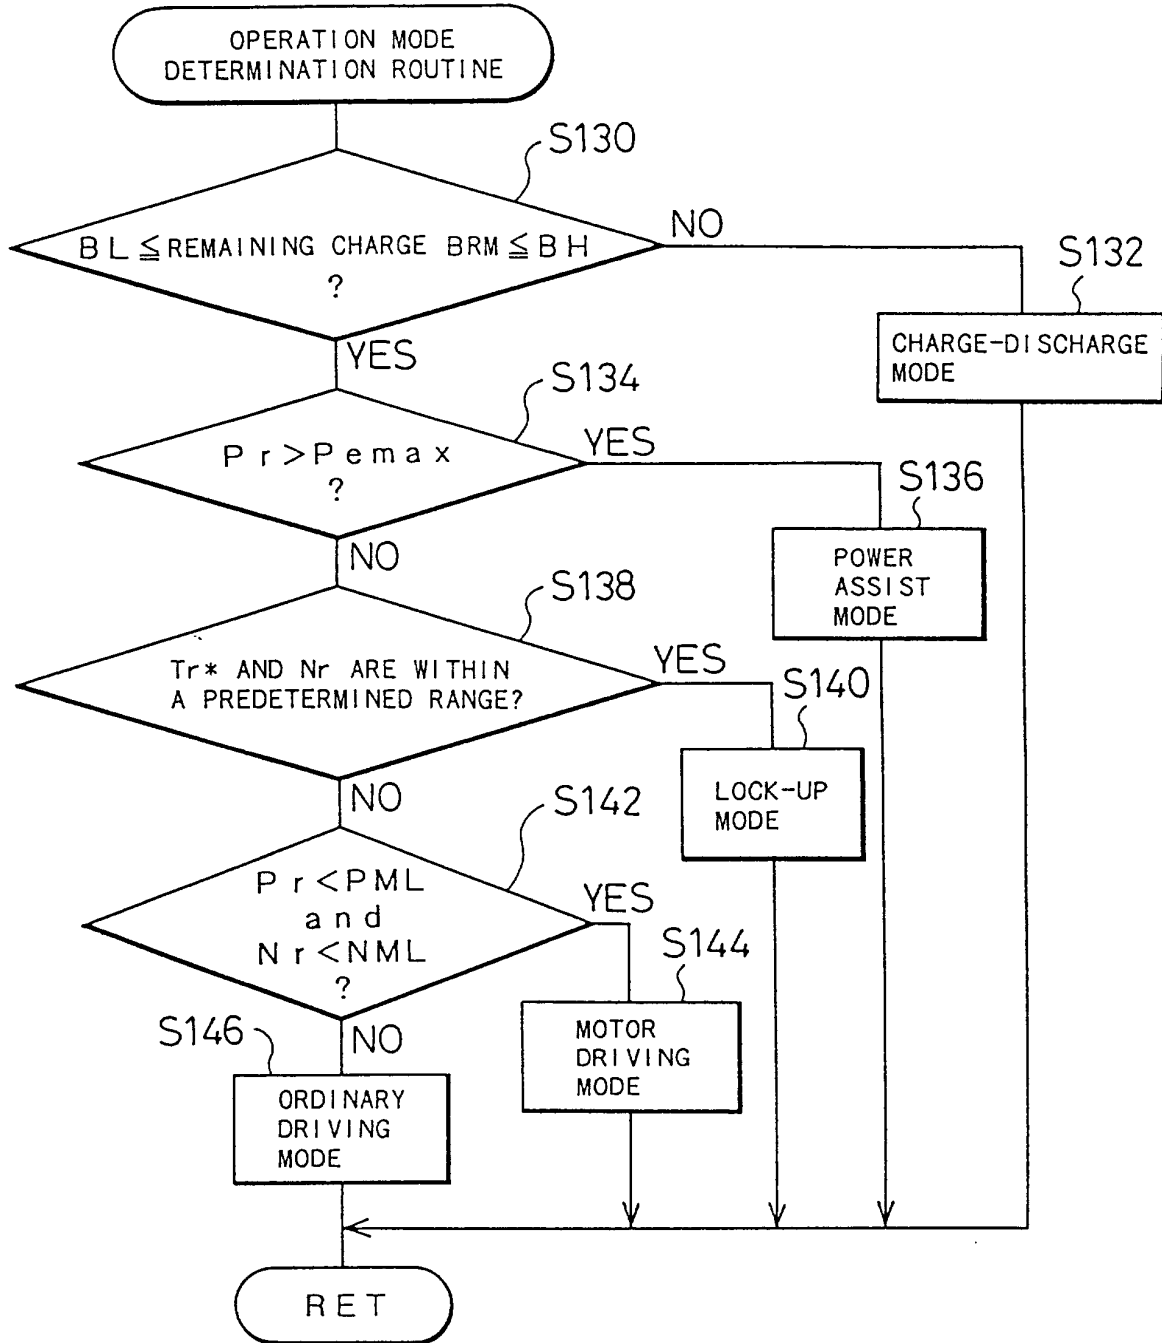 OPERATION MODE
DETERMINATION ROUTINE
S130
BL≦REMAINING CHARGE BRM≦BH
?
NO
S132
CHARGE-DISCHARGE
MODE
YES
S134
Pr>Pemax
?
YES
S136
POWER
ASSIST
MODE
NO
S138
Tr* AND Nr ARE WITHIN
A PREDETERMINED RANGE?
YES
S140
LOCK-UP
MODE
NO
S142
Pr<PML
and
Nr<NML
?
YES
S144
MOTOR
DRIVING
MODE
NO
S146
ORDINARY
DRIVING
MODE
RET